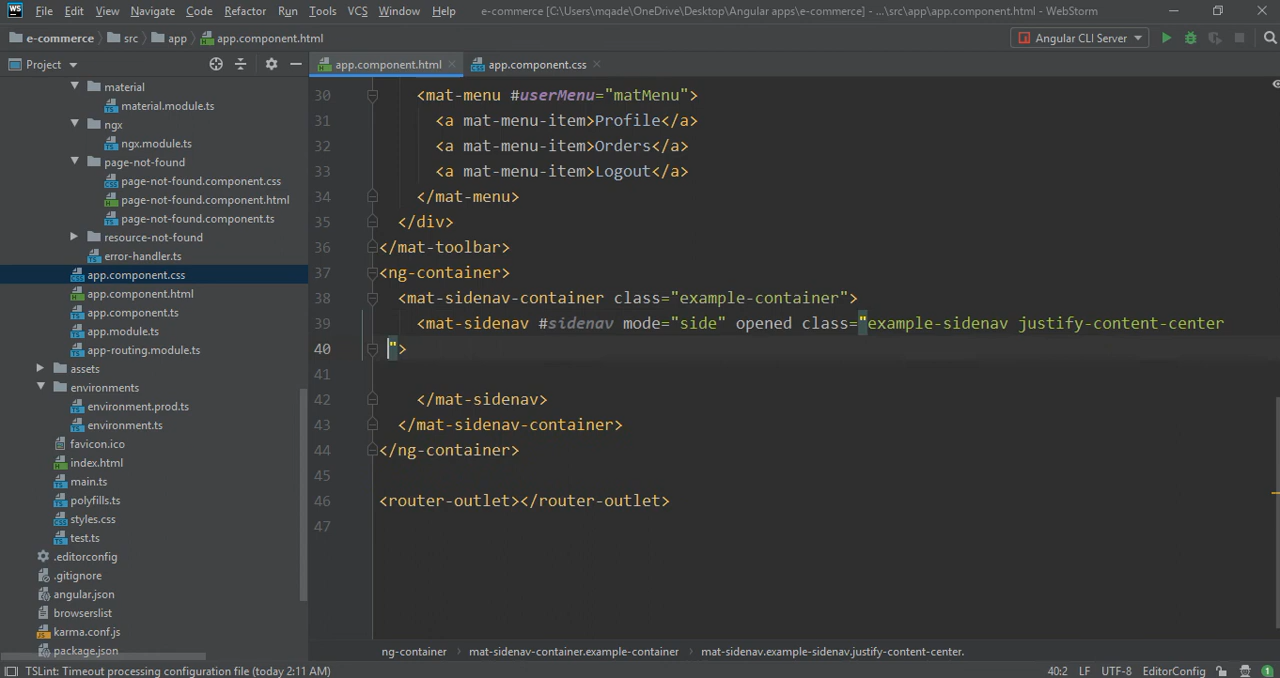 WS File Edit View Navigate Code Refactor Run Tools VCS Window Help e-commerce [C:\Users\mqade\OneDrive\Desktop\Angular apps\e-commerce] - ...\src\app\app.component.html - WebStorm
e-commerce src app app.component.html Angular CLI Server
Project app.component.html app.component.css
material
material.module.ts
ngx
ngx.module.ts
page-not-found
page-not-found.component.css
page-not-found.component.html
page-not-found.component.ts
resource-not-found
error-handler.ts
app.component.css
app.component.html
app.component.ts
app.module.ts
app-routing.module.ts
assets
environments
environment.prod.ts
environment.ts
favicon.ico
index.html
main.ts
polyfills.ts
styles.css
test.ts
.editorconfig
.gitignore
angular.json
browserslist
karma.conf.js
package.json
30 <mat-menu #userMenu="matMenu">
31 <a mat-menu-item>Profile</a>
32 <a mat-menu-item>Orders</a>
33 <a mat-menu-item>Logout</a>
34 </mat-menu>
35 </div>
36 </mat-toolbar>
37 <ng-container>
38 <mat-sidenav-container class="example-container">
39 <mat-sidenav #sidenav mode="side" opened class="example-sidenav justify-content-center
40 ">
41
42 </mat-sidenav>
43 </mat-sidenav-container>
44 </ng-container>
45
46 <router-outlet></router-outlet>
47
ng-container mat-sidenav-container.example-container mat-sidenav.example-sidenav.justify-content-center.
TSLint: Timeout processing configuration file (today 2:11 AM) 40:2 LF UTF-8 EditorConfig 1